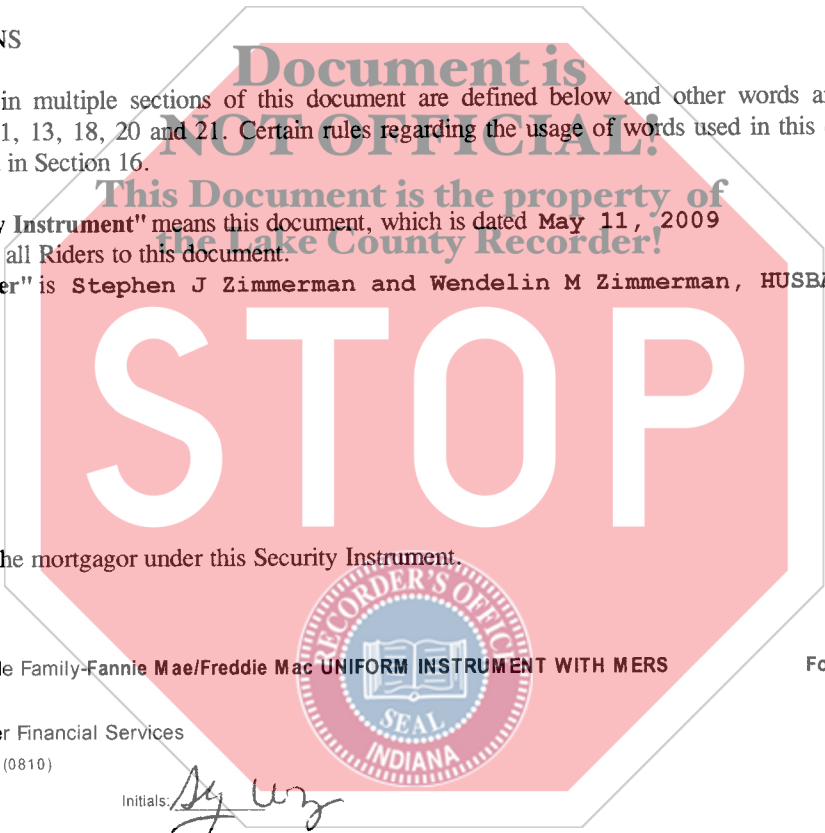 NS
Document is
in multiple sections of this document are defined below and other words a
1, 13, 18, 20 and 21. Certain rules regarding the usage of words used in this
NOT OFFICIAL!
in Section 16.
This Document is the property of
y Instrument" means this document, which is dated May 11, 2009
the Lake County Recorder!
all Riders to this document.
er" is Stephen J Zimmerman and Wendelin M Zimmerman, HUSBA
STOP
he mortgagor under this Security Instrument.
RECORDER'S OFFICE
le Family-Fannie Mae/Freddie Mac UNIFORM INSTRUMENT WITH MERS Fo
SEAL
r Financial Services
INDIANA
(0810)
Initials: